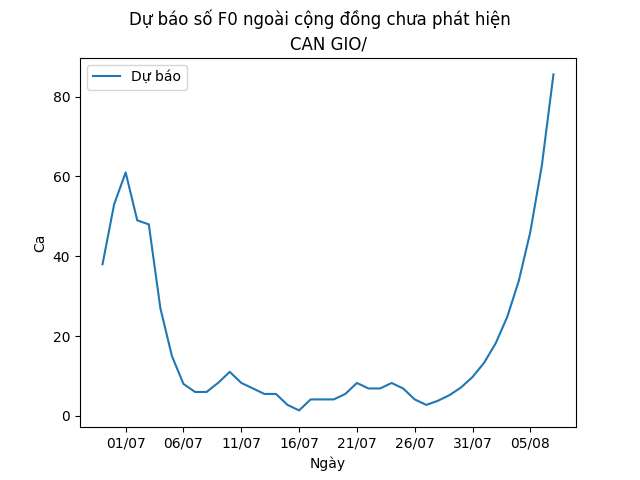 Dự báo số F0 ngoài cộng đồng chưa phát hiện
CAN GIO/
Dự báo
80
60
40
20
0
Ca
01/07 06/07 11/07 16/07 21/07 26/07 31/07 05/08
Ngày